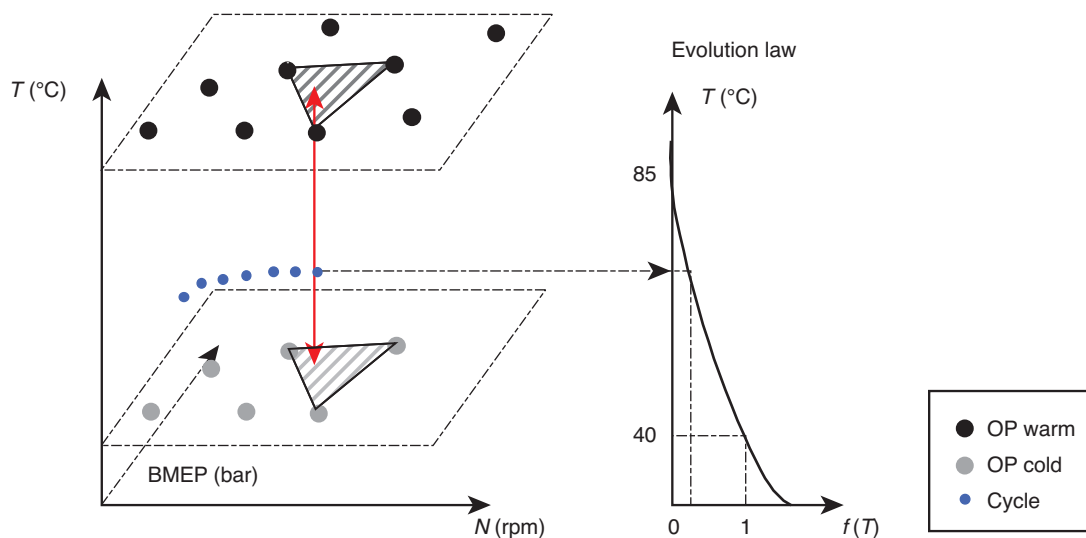 T (°C)
BMEP (bar)
N (rpm)
Evolution law
T (°C)
85
40
0
1
f (T)
OP warm
OP cold
Cycle